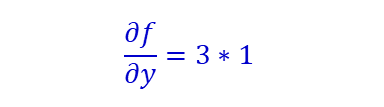 ∂f/∂y = 3 * 1